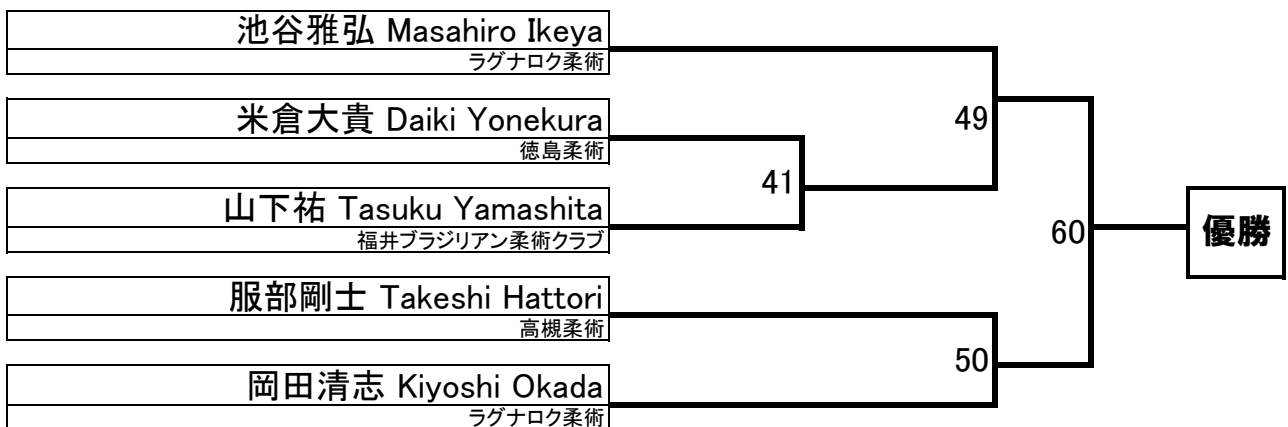 池谷雅弘 Masahiro Ikeya
ラグナロク柔術
米倉大貴 Daiki Yonekura
徳島柔術
山下祐 Tasuku Yamashita
福井ブラジリアン柔術クラブ
服部剛士 Takeshi Hattori
高槻柔術
岡田清志 Kiyoshi Okada
ラグナロク柔術
41
49
50
60
優勝